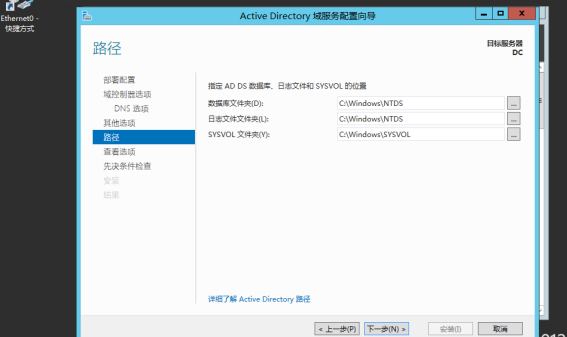 Ethernet0 -
快捷方式
Active Directory 域服务配置向导
路径
目标服务器
DC
部署配置
域控制器选项
DNS 选项
其他选项
路径
查看选项
先决条件检查
安装
结果
指定 AD DS 数据库、日志文件和 SYSVOL 的位置
数据库文件夹(D): C:\Windows\NTDS ...
日志文件文件夹(L): C:\Windows\NTDS ...
SYSVOL 文件夹(Y): C:\Windows\SYSVOL ...
详细了解 Active Directory 路径
< 上一步(P) 下一步(N) > 安装(I) 取消